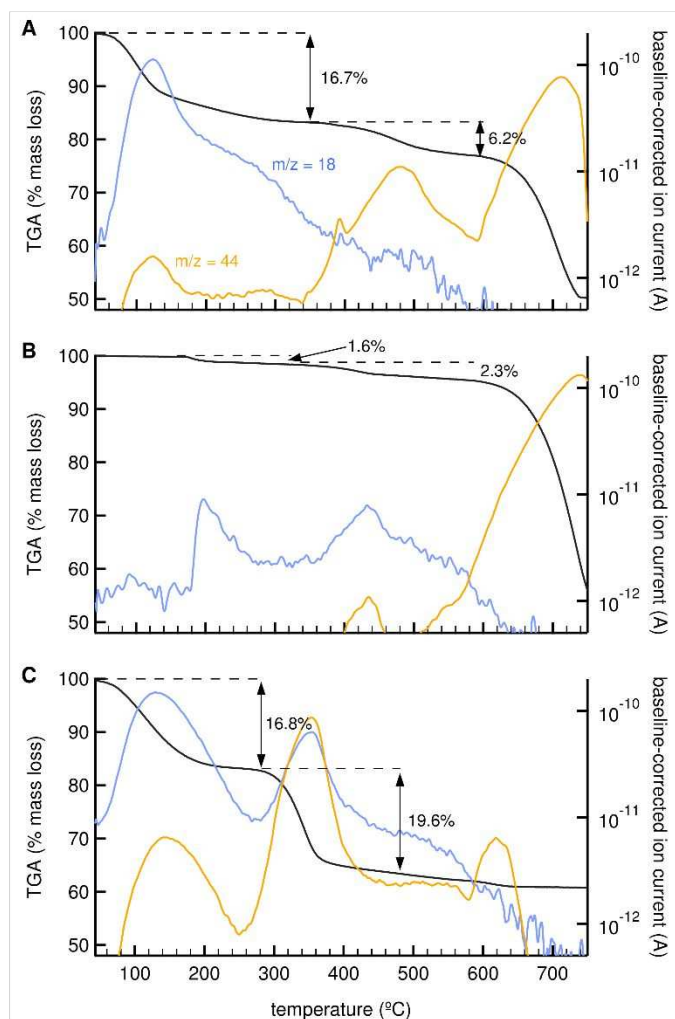 A
100
90
80
70
60
50
TGA (% mass loss)
16.7%
6.2%
m/z = 18
m/z = 44
10-10
10-11
10-12
baseline-corrected ion current (A)
B
100
90
80
70
60
50
TGA (% mass loss)
1.6%
2.3%
10-10
10-11
10-12
baseline-corrected ion current (A)
C
100
90
80
70
60
50
TGA (% mass loss)
16.8%
19.6%
10-10
10-11
10-12
baseline-corrected ion current (A)
100 200 300 400 500 600 700
temperature (ºC)